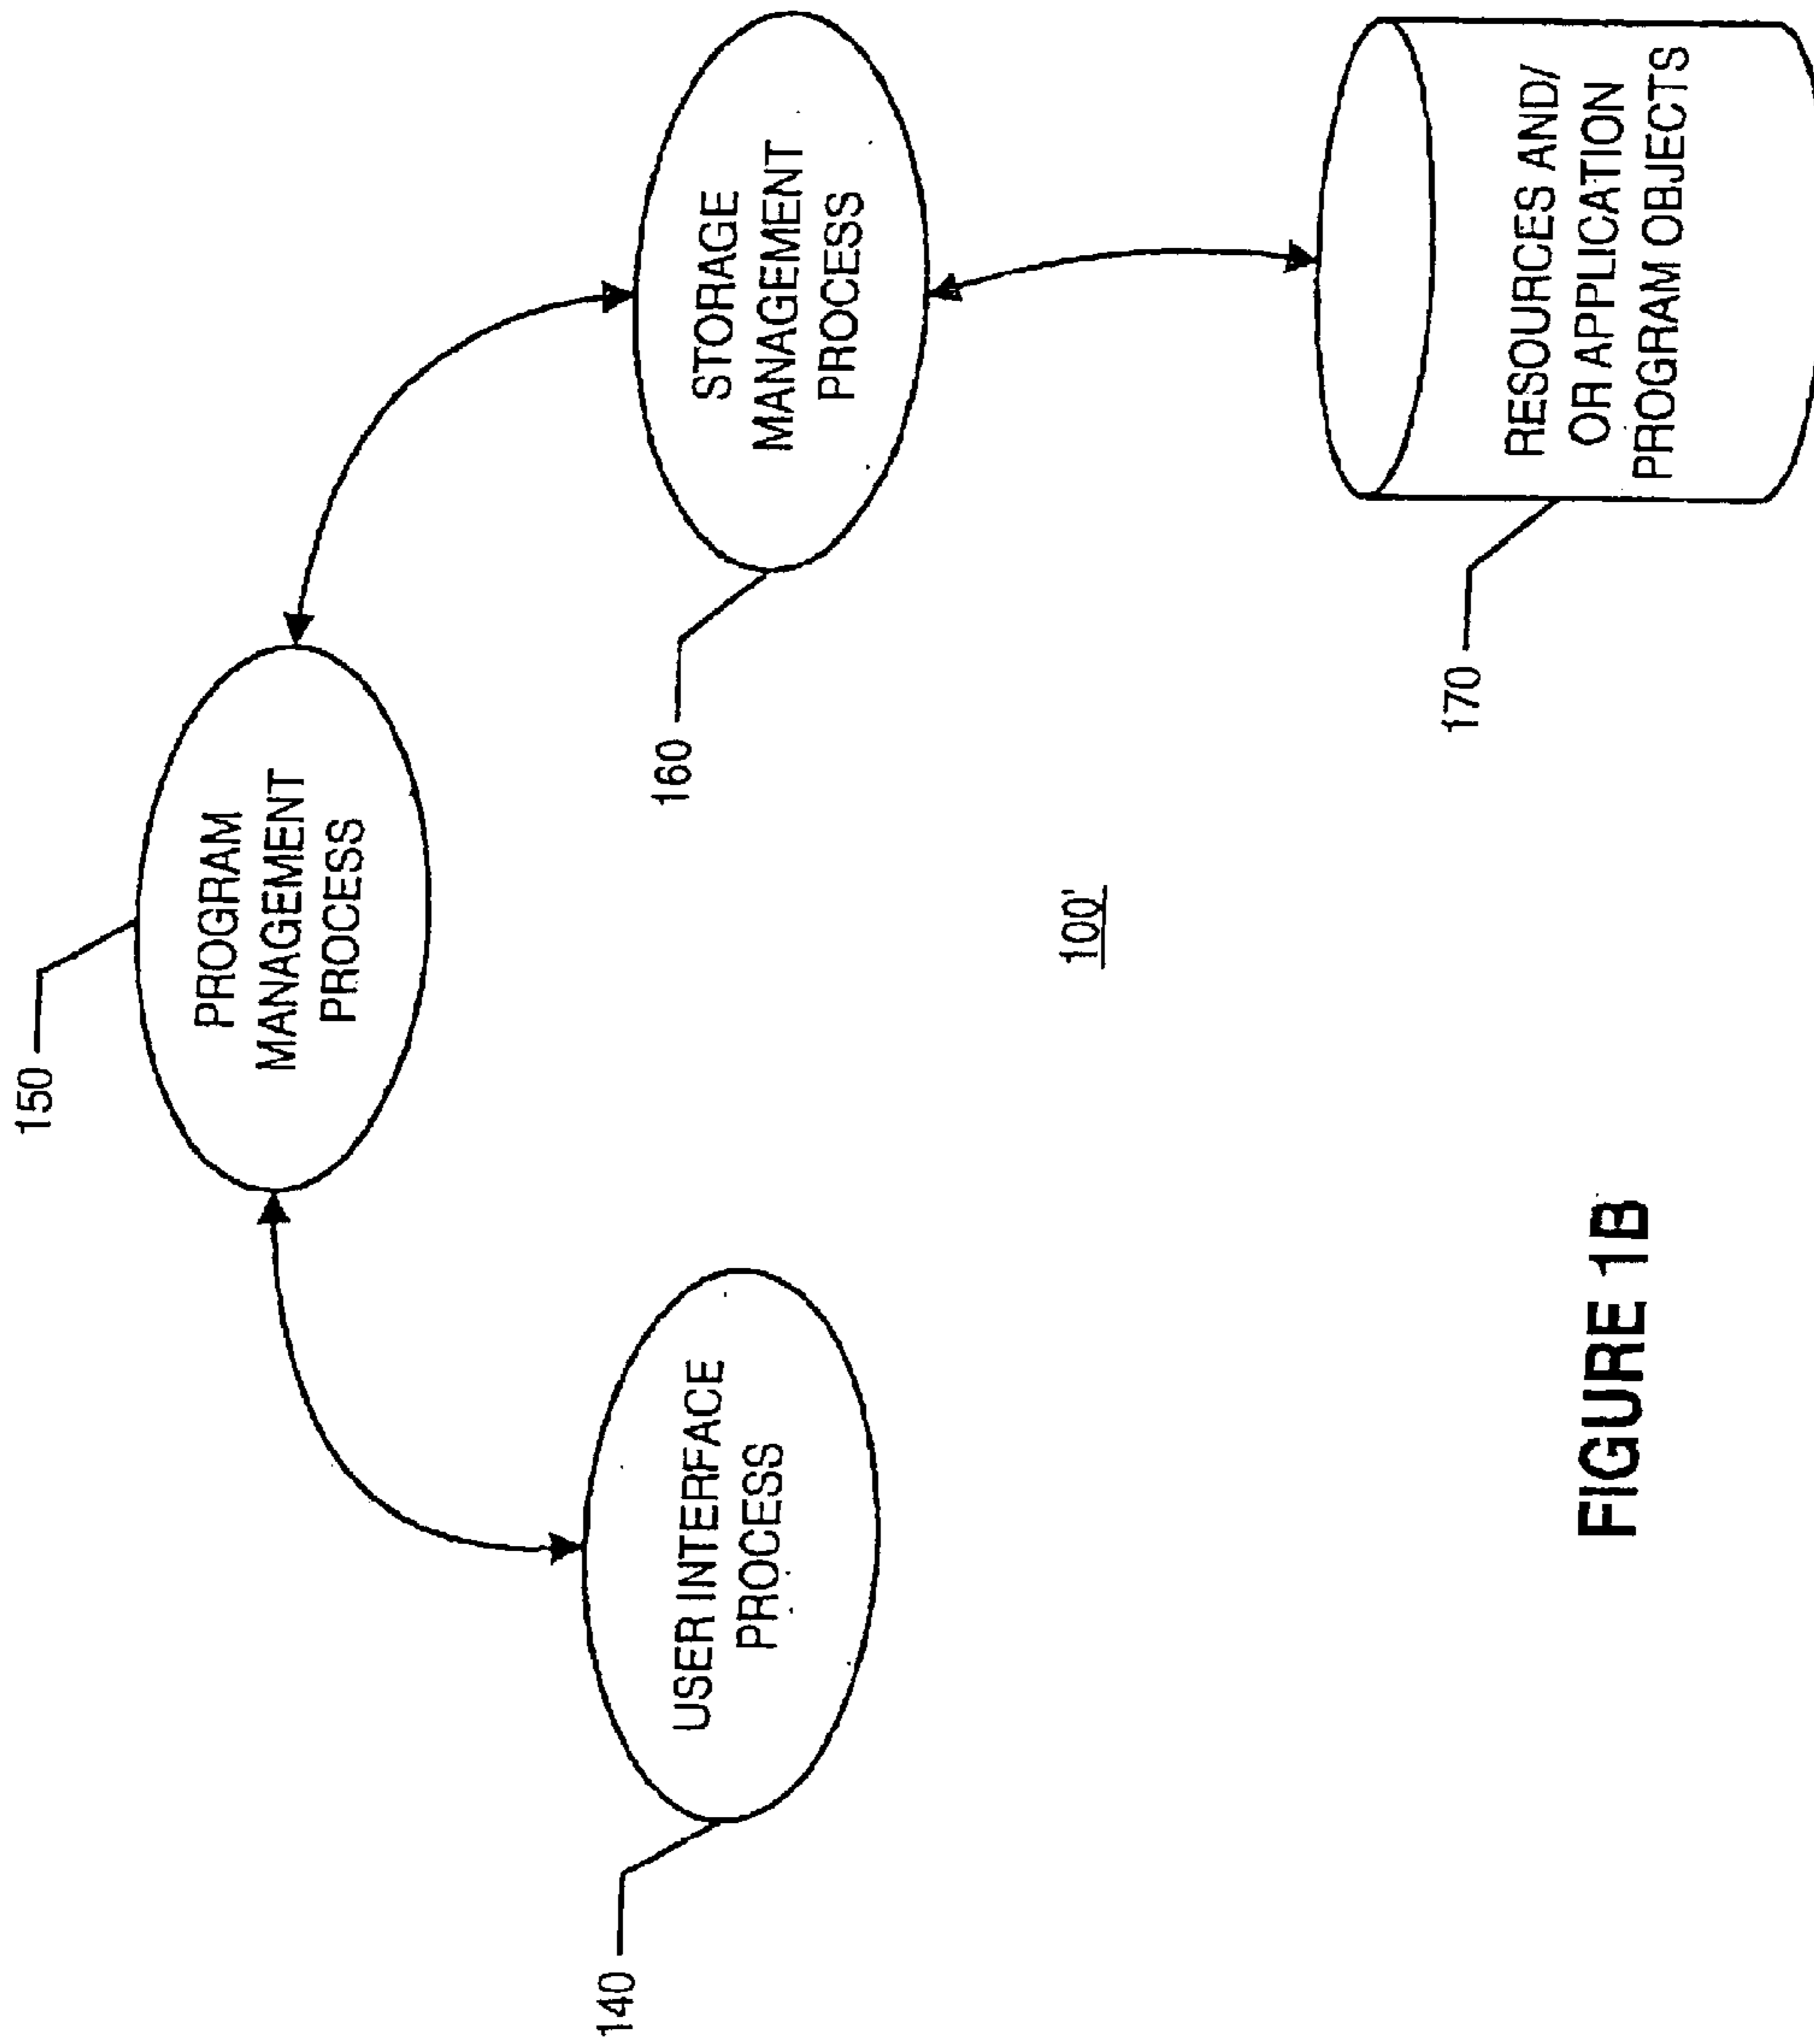 150
PROGRAM
MANAGEMENT
PROCESS
140
USER INTERFACE
PROCESS
160
STORAGE
MANAGEMENT
PROCESS
100'
170
RESOURCES AND/
OR APPLICATION
PROGRAM OBJECTS
FIGURE 1B